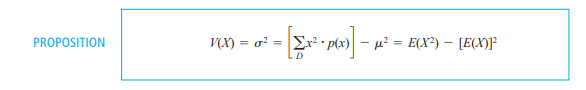 PROPOSITION
V(X) = σ² = [∑_D x² · p(x)] − μ² = E(X²) − [E(X)]²